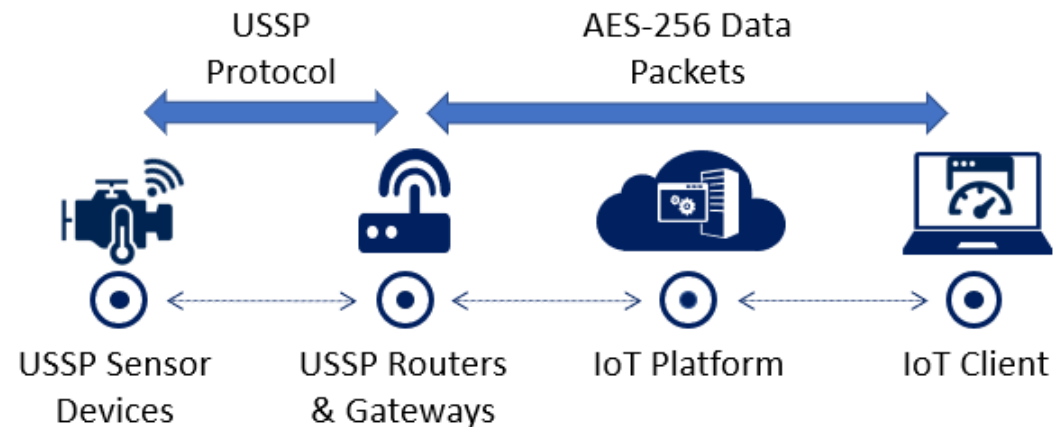 USSP
Protocol
AES-256 Data
Packets
USSP Sensor
Devices
USSP Routers
& Gateways
IoT Platform
IoT Client